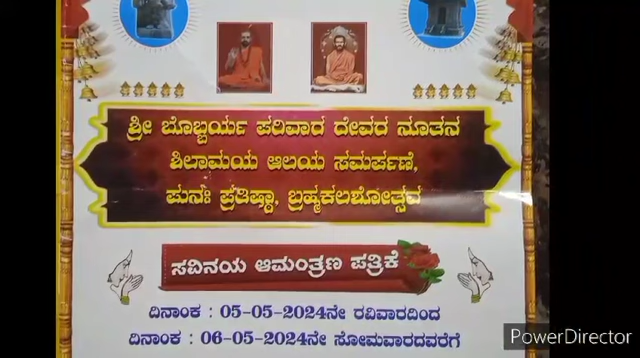 ಶ್ರೀ ಬೊಬ್ಬರ್ಯ ಪರಿವಾರ ದೇವರ ನೂತನ
ಶಿಲಾಮಯ ಆಲಯ ಸಮರ್ಪಣೆ,
ಪುನಃ ಪ್ರತಿಷ್ಠಾ, ಬ್ರಹ್ಮಕಲಶೋತ್ಸವ
ಸವಿನಯ ಆಮಂತ್ರಣ ಪತ್ರಿಕೆ
ದಿನಾಂಕ : 05-05-2024ನೇ ರವಿವಾರದಿಂದ
ದಿನಾಂಕ : 06-05-2024ನೇ ಸೋಮವಾರದವರೆಗೆ
PowerDirector